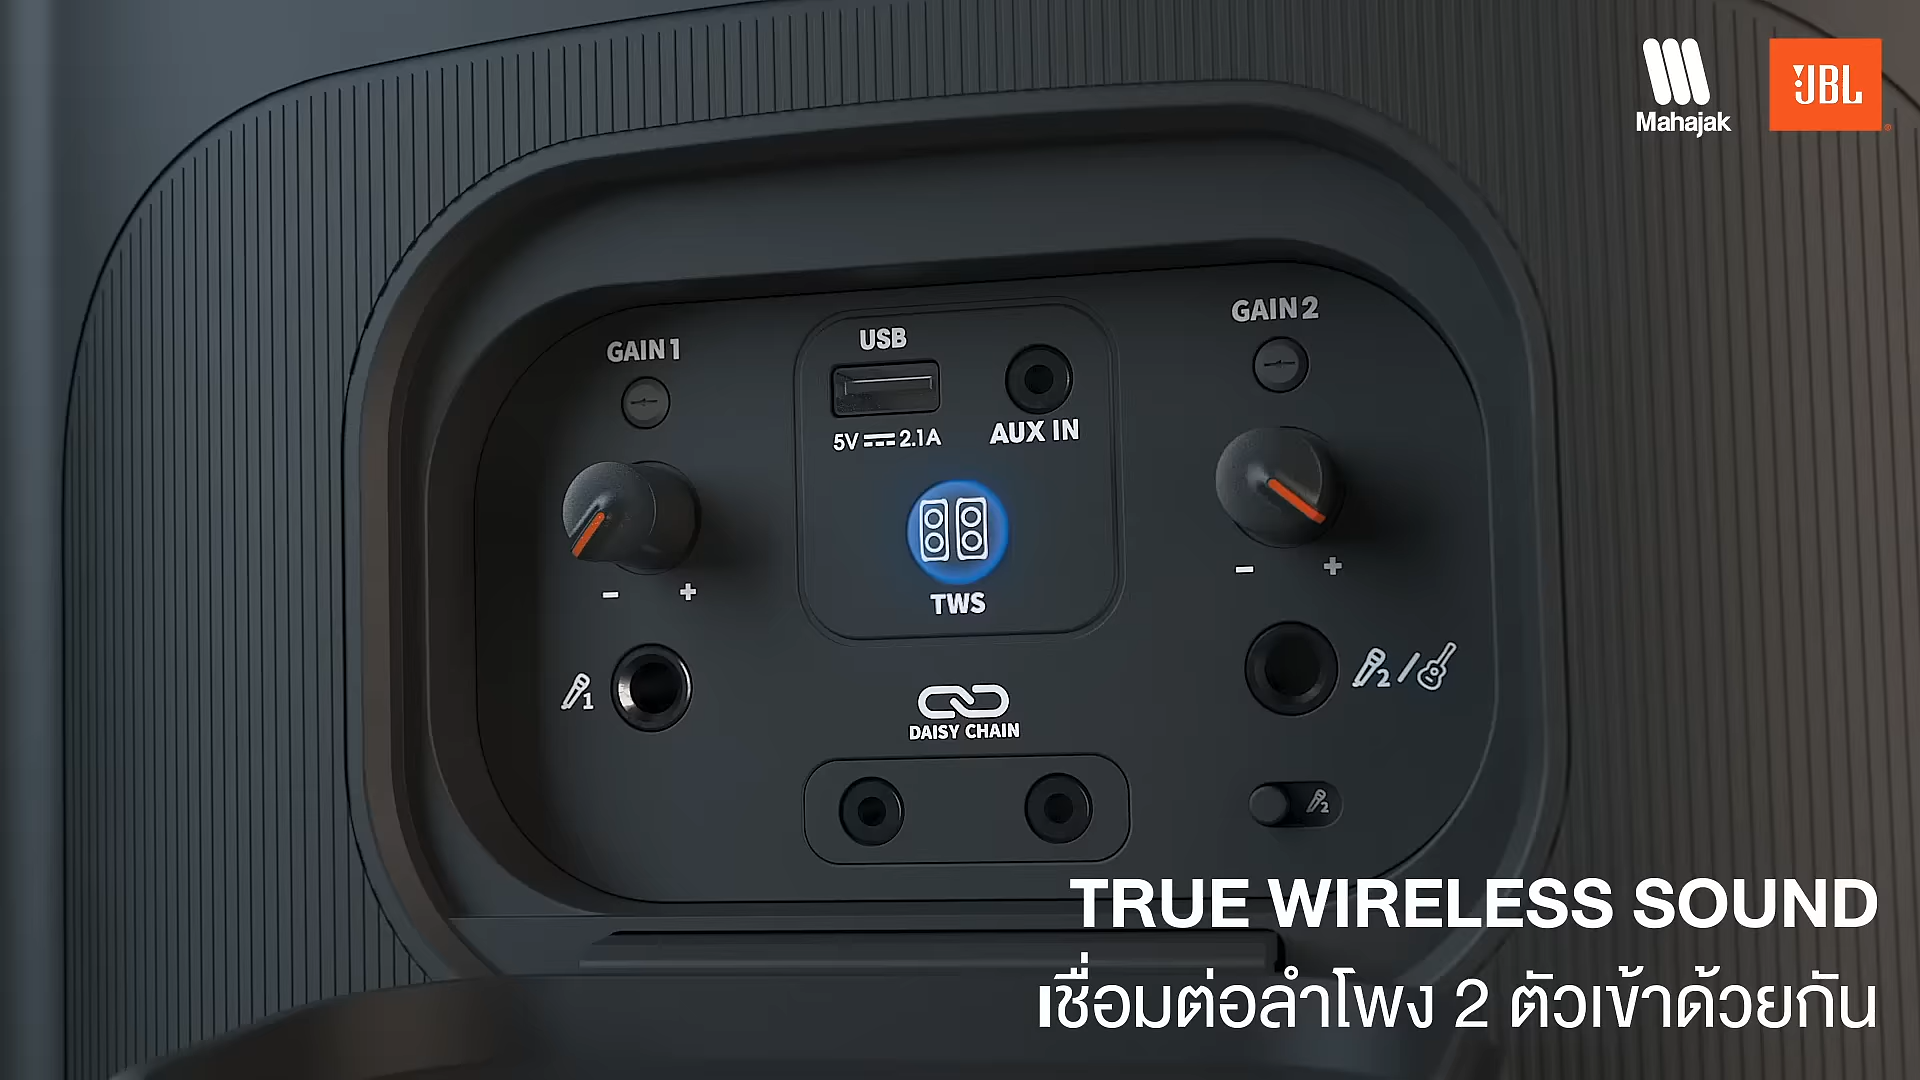 Mahajak
JBL
GAIN 1
USB
GAIN 2
5V ⎓ 2.1A
AUX IN
TWS
- +
- +
1
2 /
DAISY CHAIN
2
TRUE WIRELESS SOUND
เชื่อมต่อลำโพง 2 ตัวเข้าด้วยกัน